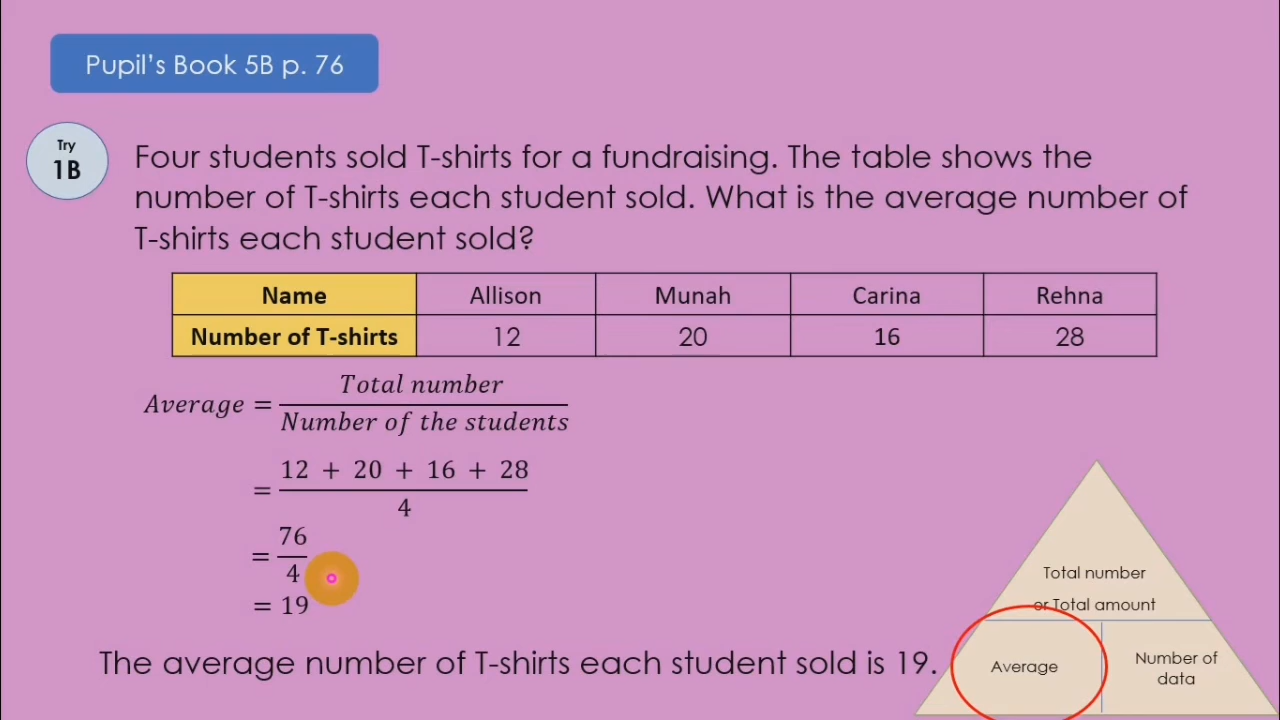 Pupil's Book 5B p. 76
Try
1B
Four students sold T-shirts for a fundraising. The table shows the
number of T-shirts each student sold. What is the average number of
T-shirts each student sold?
Name Allison Munah Carina Rehna
Number of T-shirts 12 20 16 28
Average = Total number
Number of the students
= 12 + 20 + 16 + 28
4
= 76
4
= 19
The average number of T-shirts each student sold is 19.
Total number
or Total amount
Average
Number of
data